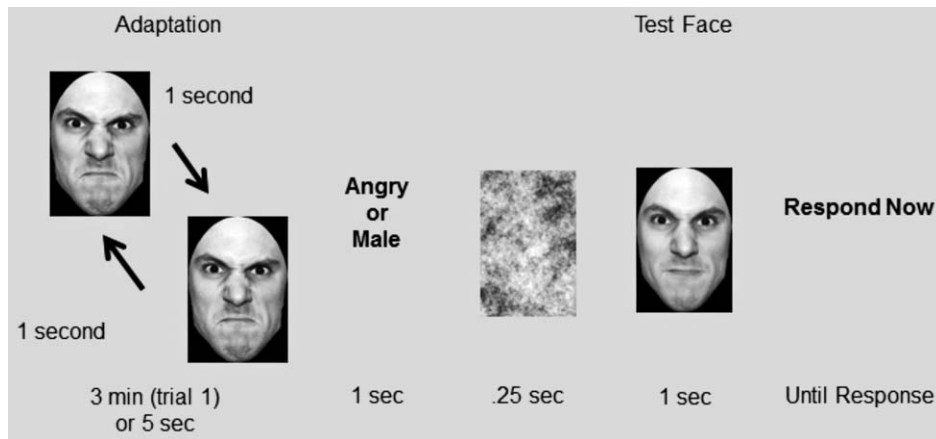 Adaptation
Test Face
1 second
Angry
or
Male
Respond Now
1 second
3 min (trial 1)
or 5 sec
1 sec
.25 sec
1 sec
Until Response